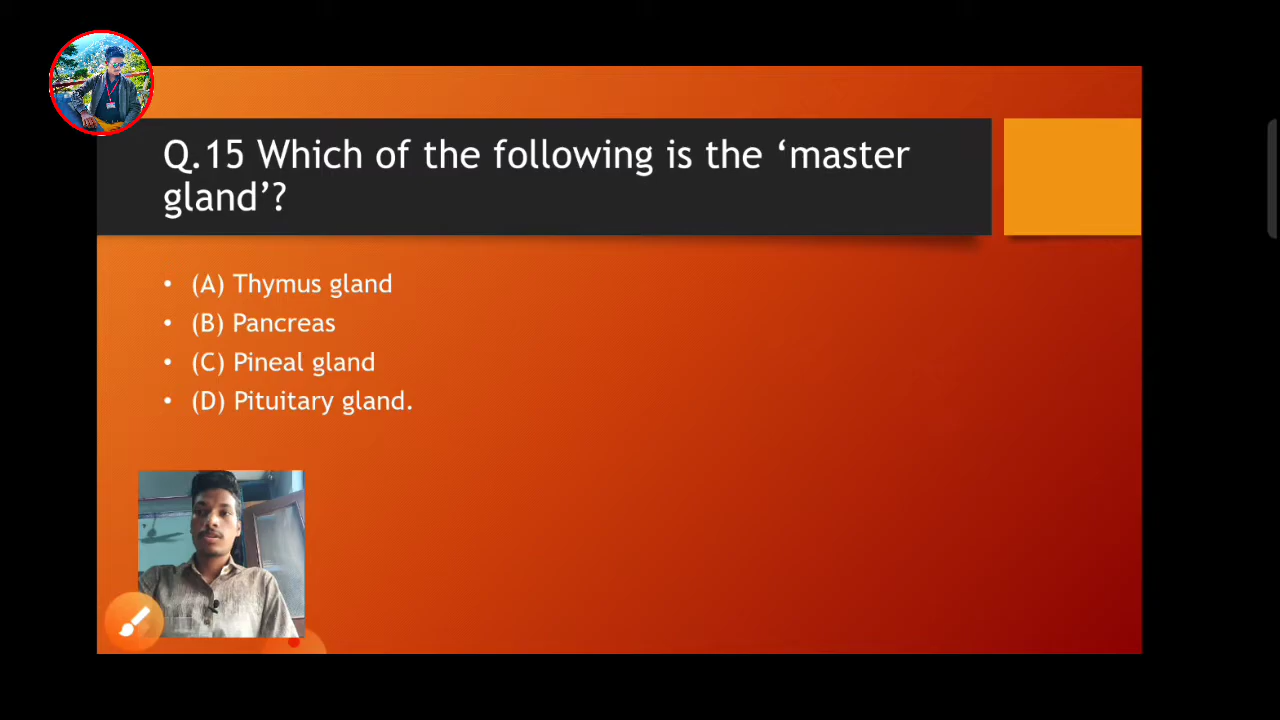 Q.15 Which of the following is the ‘master
gland’?
• (A) Thymus gland
• (B) Pancreas
• (C) Pineal gland
• (D) Pituitary gland.